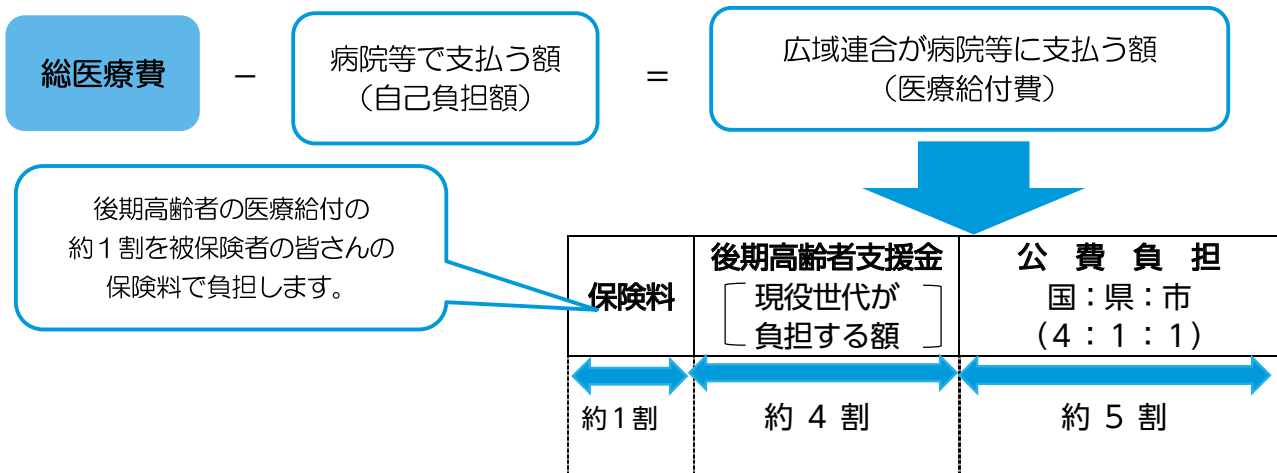 総医療費
－
病院等で支払う額
（自己負担額）
＝
広域連合が病院等に支払う額
（医療給付費）
後期高齢者の医療給付の
約１割を被保険者の皆さんの
保険料で負担します。
保険料
後期高齢者支援金
現役世代が
負担する額
公費負担
国：県：市
（４：１：１）
約１割
約４割
約５割